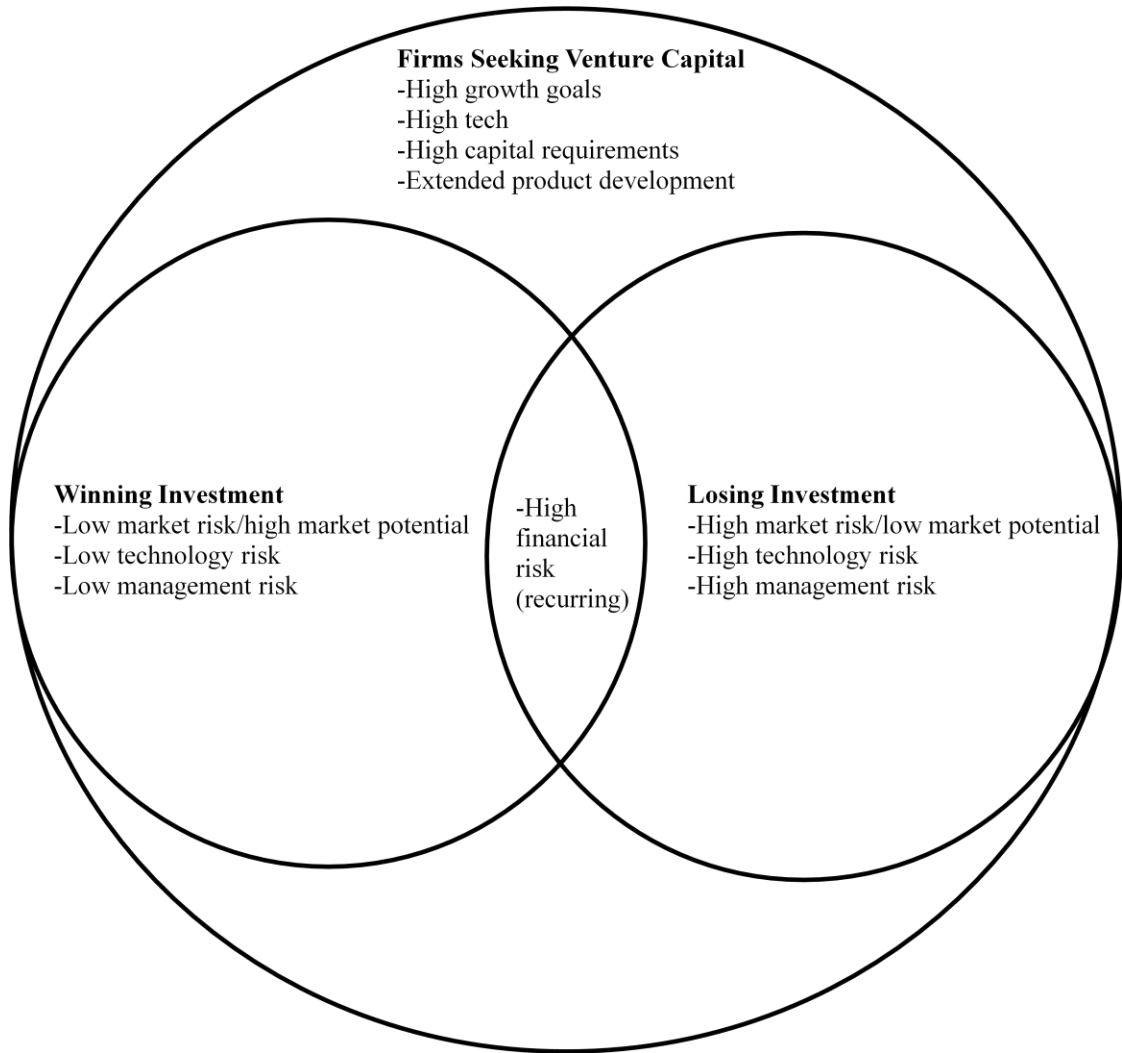 Firms Seeking Venture Capital
-High growth goals
-High tech
-High capital requirements
-Extended product development
Winning Investment
-Low market risk/high market potential
-Low technology risk
-Low management risk
-High
financial
risk
(recurring)
Losing Investment
-High market risk/low market potential
-High technology risk
-High management risk